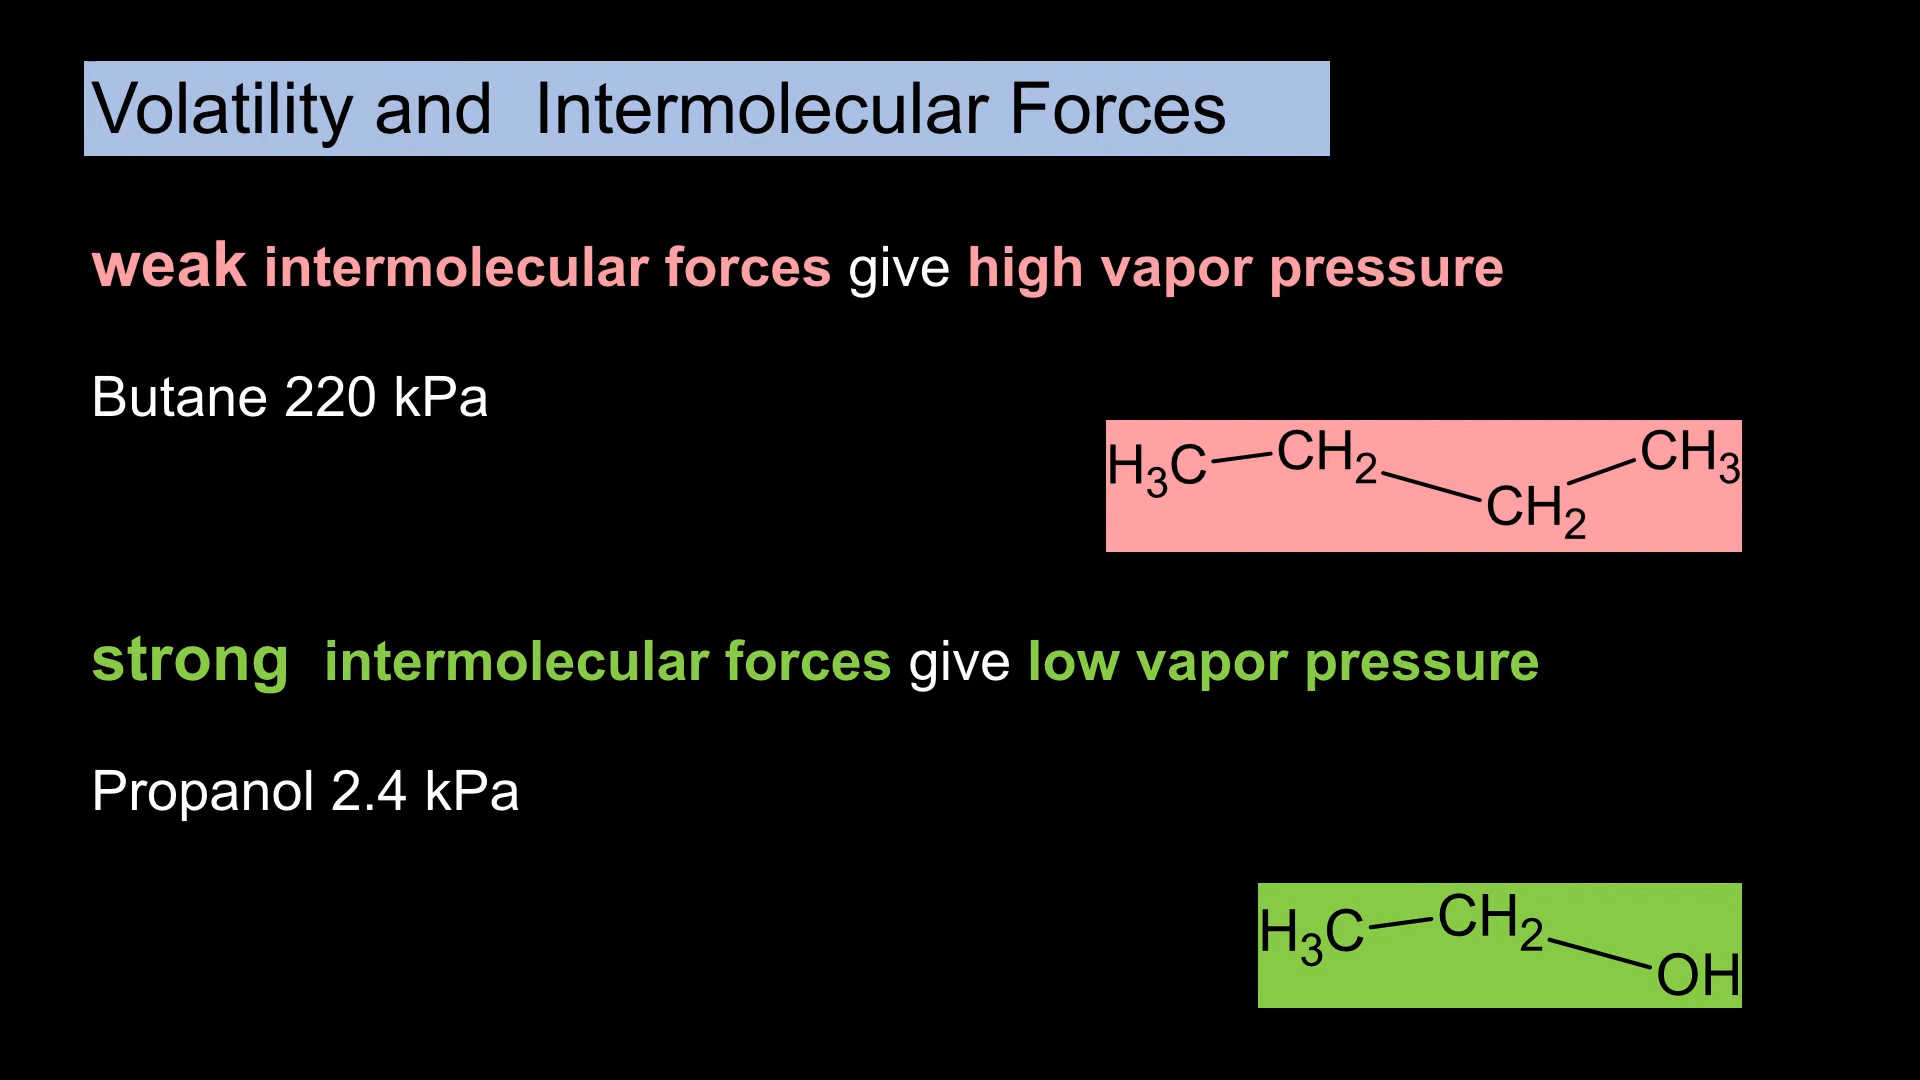 Volatility and  Intermolecular Forces
weak intermolecular forces give high vapor pressure
Butane 220 kPa
H₃C CH₂ CH₂ CH₃
strong  intermolecular forces give low vapor pressure
Propanol 2.4 kPa
H₃C CH₂ OH